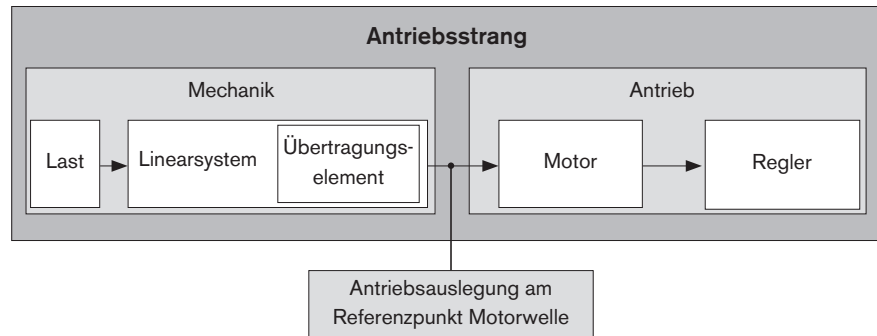 Antriebsstrang
Mechanik
Antrieb
Last
Linearsystem
Übertragungs-
element
Motor
Regler
Antriebsauslegung am
Referenzpunkt Motorwelle